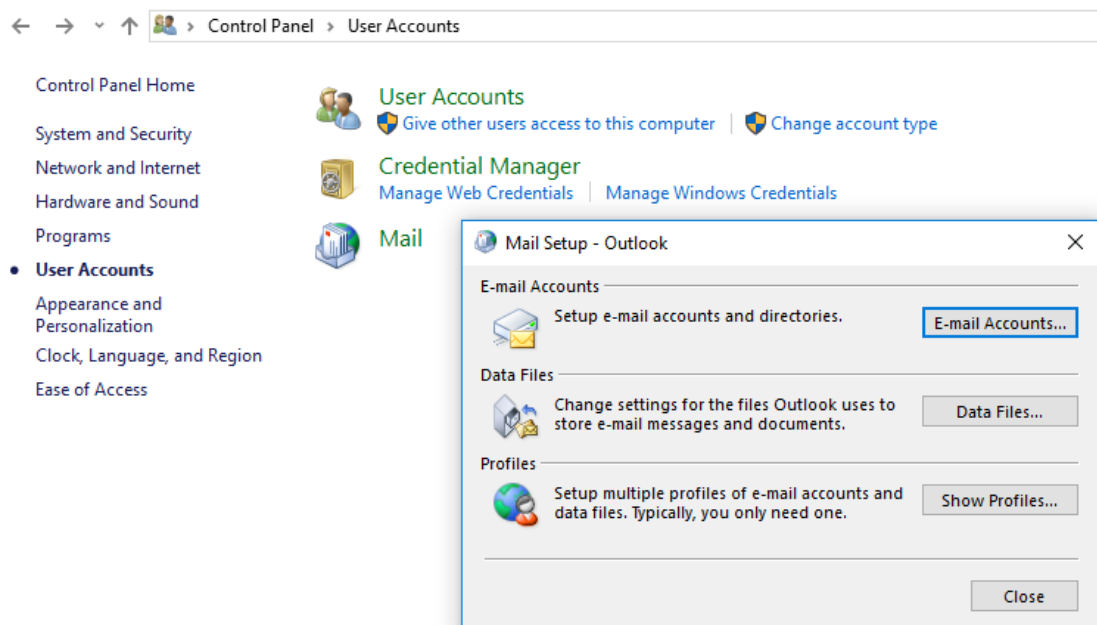 Control Panel > User Accounts
Control Panel Home
System and Security
Network and Internet
Hardware and Sound
Programs
User Accounts
Appearance and
Personalization
Clock, Language, and Region
Ease of Access
User Accounts
Give other users access to this computer
Change account type
Credential Manager
Manage Web Credentials
Manage Windows Credentials
Mail
Mail Setup - Outlook
E-mail Accounts
Setup e-mail accounts and directories.
E-mail Accounts...
Data Files
Change settings for the files Outlook uses to
store e-mail messages and documents.
Data Files...
Profiles
Setup multiple profiles of e-mail accounts and
data files. Typically, you only need one.
Show Profiles...
Close